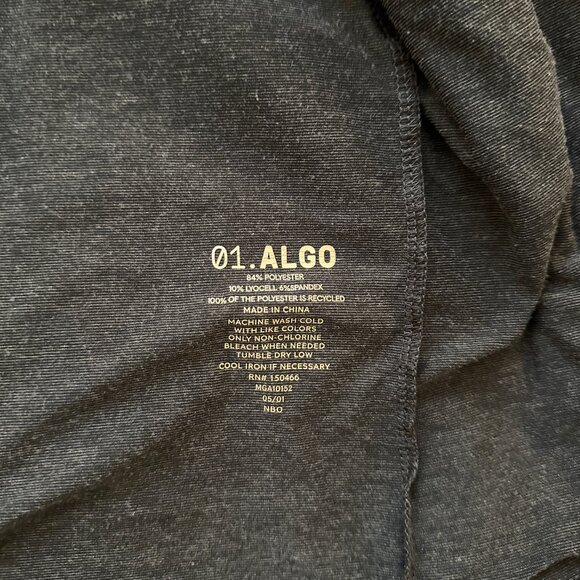 01.ALGO
84% POLYESTER
10% LYOCELL 6%SPANDEX
100% OF THE POLYESTER IS RECYCLED
MADE IN CHINA
MACHINE WASH COLD
WITH LIKE COLORS
ONLY NON-CHLORINE
BLEACH WHEN NEEDED
TUMBLE DRY LOW
COOL IRON IF NECESSARY
RN# 150466
MGA10152
05/01
NBO